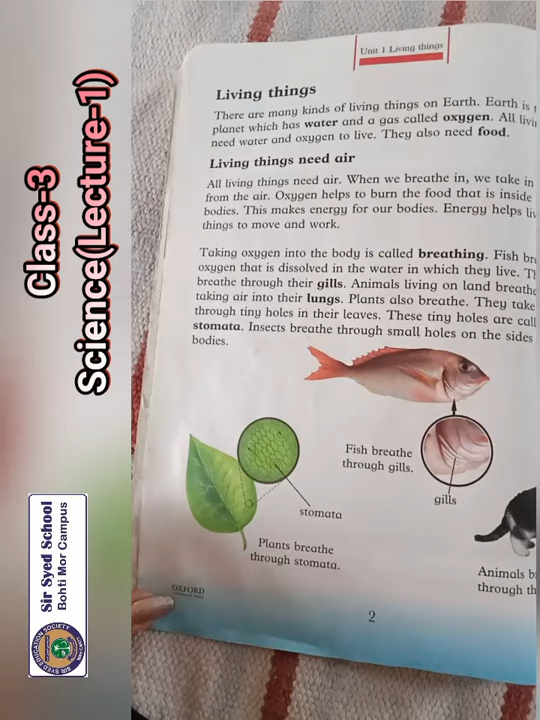 Class-3
Science(Lecture-1)
Sir Syed School
Bohti Mor Campus
SIR SYED EDUCATION SOCIETY
Unit 1 Living things
Living things
There are many kinds of living things on Earth. Earth is
planet which has water and a gas called oxygen. All
need water and oxygen to live. They also need food.
Living things need air
All living things need air. When we breathe in, we take in
from the air. Oxygen helps to burn the food that is inside
bodies. This makes energy for our bodies. Energy helps
things to move and work.
Taking oxygen into the body is called breathing. Fish
oxygen that is dissolved in the water in which they live.
breathe through their gills. Animals living on land breathe
taking air into their lungs. Plants also breathe. They take
through tiny holes in their leaves. These tiny holes are
stomata. Insects breathe through small holes on the sides
bodies.
Fish breathe
through gills.
gills
stomata
Plants breathe
through stomata.
Animals
through
OXFORD
2